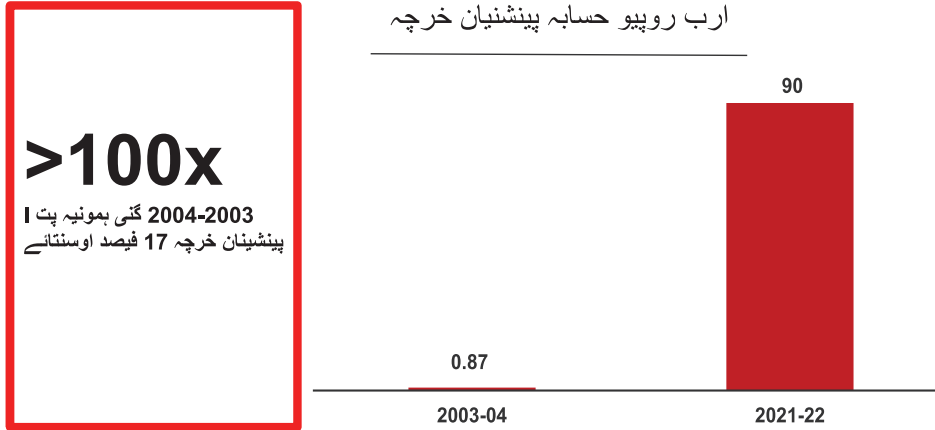 ارب روپیو حسابہ پینشنیان خرچہ
>100x
2004-2003 گنی ہمونیہ پت I
پینشینان خرچہ 17 فیصد اوسنتائے
90
0.87
2003-04
2021-22